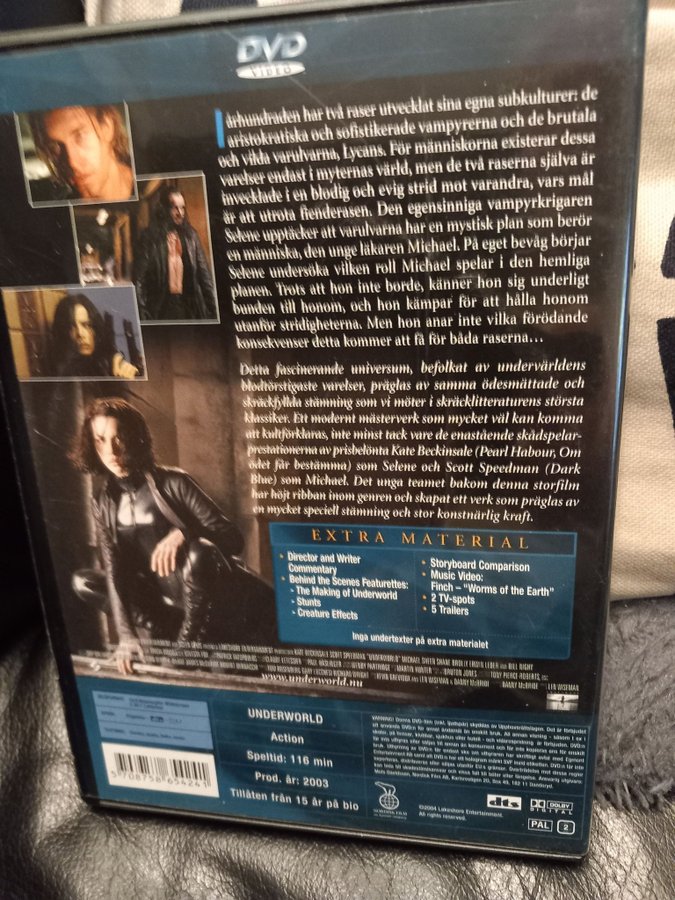 DVD
VIDEO
I århundraden har två raser utvecklat sina egna subkulturer: de
aristokratiska och sofistikerade vampyrerna och de brutala
och vilda varulvarna, Lycans. För människorna existerar dessa
varelser endast i myternas värld, men de två raserna själva är
invecklade i en blodig och evig strid mot varandra, vars mål
är att utrota fienderasen. Den egensinniga vampyrkrigaren
Selene upptäcker att varulvarna har en mystisk plan som berör
en människa, den unge läkaren Michael. På eget bevåg börjar
Selene undersöka vilken roll Michael spelar i den hemliga
planen. Trots att hon inte borde, känner hon sig underligt
bunden till honom, och hon kämpar för att hålla honom
utanför stridigheterna. Men hon anar inte vilka förödande
konsekvenser detta kommer att få för båda raserna...
Detta fascinerande universum, befolkat av undervärldens
blodtörstigaste varelser, präglas av samma ödesmättade och
skräckfyllda stämning som vi möter i skräcklitteraturens största
klassiker. Ett modernt mästerverk som mycket väl kan komma
att kultförklaras, inte minst tack vare de enastående skådspelar-
prestationerna av prisbelönta Kate Beckinsale (Pearl Habour, Om
ödet får bestämma) som Selene och Scott Speedman (Dark
Blue) som Michael. Det unga teamet bakom denna storfilm
har höjt ribban inom genren och skapat ett verk som präglas av
en mycket speciell stämning och stor konstnärlig kraft.
EXTRA MATERIAL
• Director and Writer
Commentary
• Behind the Scenes Featurettes:
- The Making of Underworld
- Stunts
- Creature Effects
• Storyboard Comparison
• Music Video:
Finch – "Worms of the Earth"
• 2 TV-spots
• 5 Trailers
Inga undertexter på extra materialet
www.underworld.nu
UNDERWORLD
Action
Speltid: 116 min
Prod. år: 2003
Tillåten från 15 år på bio
5 708758 654241
NORDISK FILM
©2004 Lakeshore Entertainment.
All rights reserved.
dts
DOLBY
DIGITAL
PAL
2